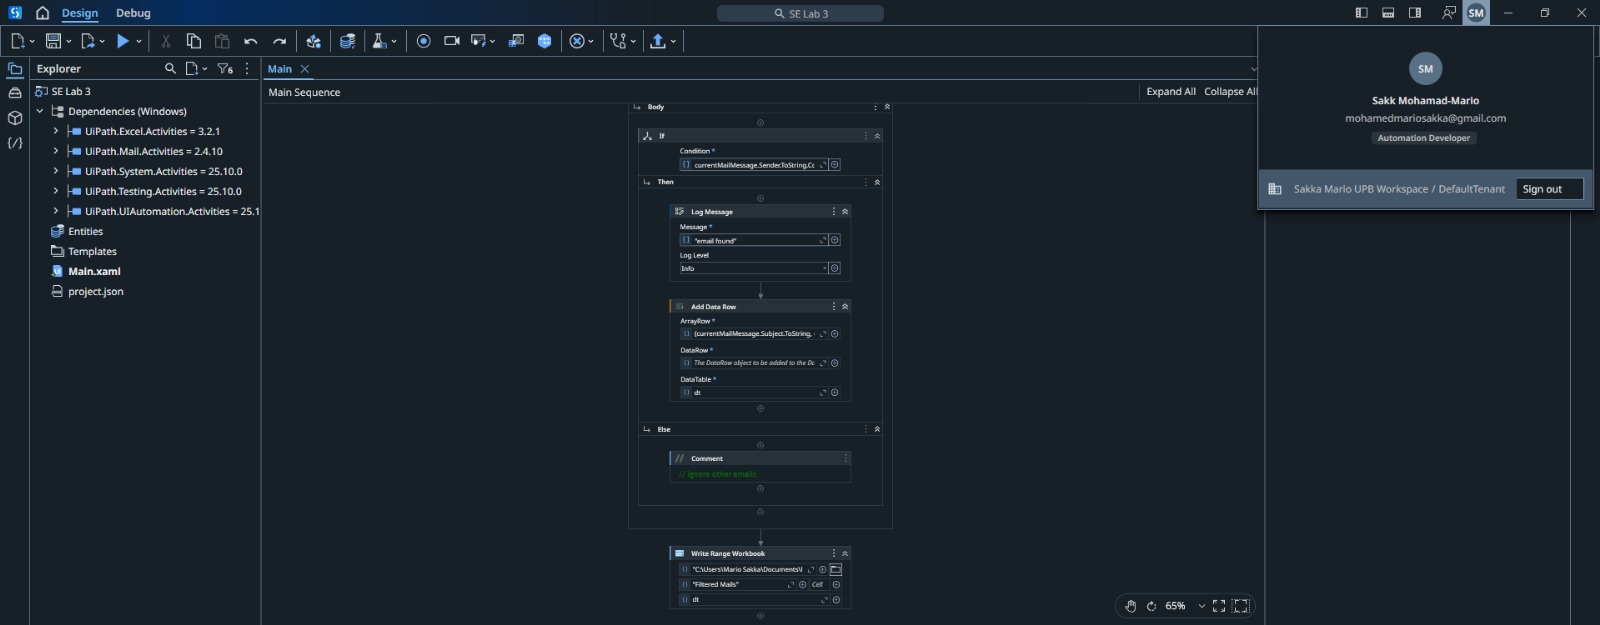 Design
Debug
SE Lab 3
SM
Explorer
6
Main
SE Lab 3
Main Sequence
Expand All
Collapse All
Dependencies (Windows)
UiPath.Excel.Activities = 3.2.1
UiPath.Mail.Activities = 2.4.10
UiPath.System.Activities = 25.10.0
UiPath.Testing.Activities = 25.10.0
UiPath.UIAutomation.Activities = 25.1
Entities
Templates
Main.xaml
project.json
Body
If
Condition *
currentMailMessage.Sender.ToString.Cc
Then
Log Message
Message *
"email found"
Log Level
Info
Add Data Row
ArrayRow *
{currentMailMessage.Subject.ToString,
DataRow *
The DataRow object to be added to the Dc
DataTable *
dt
Else
Comment
// ignore other emails
Write Range Workbook
"C:\Users\Mario Sakka\Documents\
"Filtered Mails"
Cell
dt
65%
SM
Sakk Mohamad-Mario
mohamedmariosakka@gmail.com
Automation Developer
Sakka Mario UPB Workspace / DefaultTenant
Sign out